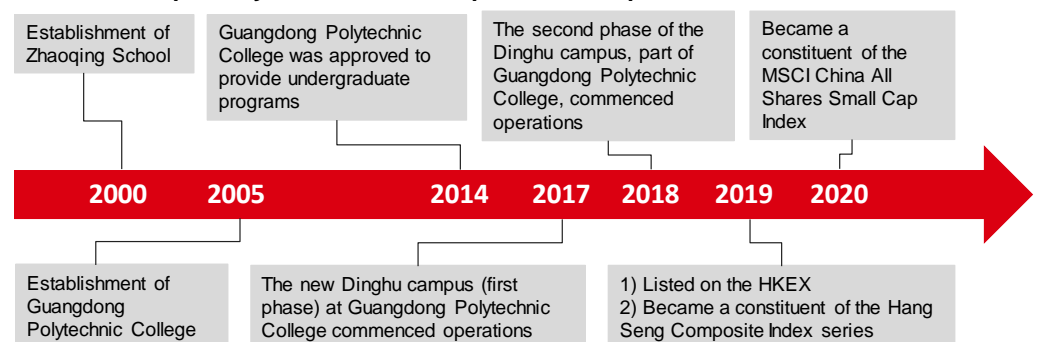 Establishment of
Zhaoqing School
Guangdong Polytechnic
College was approved to
provide undergraduate
programs
The second phase of the
Dinghu campus, part of
Guangdong Polytechnic
College, commenced
operations
Became a
constituent of the
MSCI China All
Shares Small Cap
Index
2000 2005 2014 2017 2018 2019 2020
Establishment of
Guangdong
Polytechnic College
The new Dinghu campus (first
phase) at Guangdong Polytechnic
College commenced operations
1) Listed on the HKEX
2) Became a constituent of the Hang
Seng Composite Index series